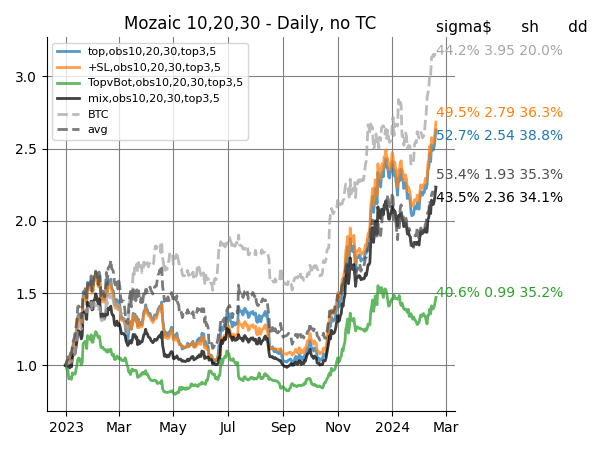 Mozaic 10,20,30 - Daily, no TC
sigma$ sh dd
top,obs10,20,30,top3,5
+SL,obs10,20,30,top3,5
TopvBot,obs10,20,30,top3,5
mix,obs10,20,30,top3,5
BTC
avg
44.2% 3.95 20.0%
49.5% 2.79 36.3%
52.7% 2.54 38.8%
53.4% 1.93 35.3%
43.5% 2.36 34.1%
40.6% 0.99 35.2%
3.0
2.5
2.0
1.5
1.0
2023 Mar May Jul Sep Nov 2024 Mar